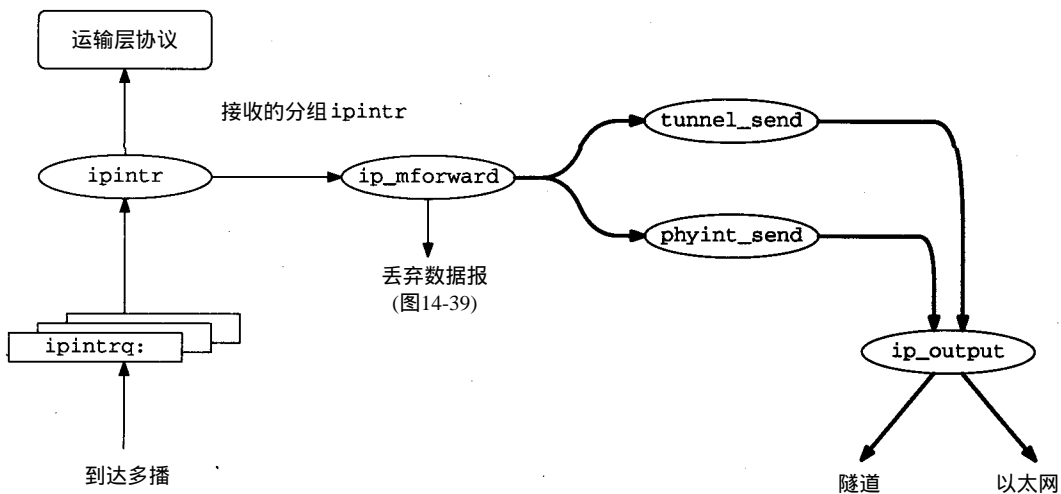 运输层协议
接收的分组ipintr
tunnel_send
ipintr
ip_mforward
phyint_send
丢弃数据报
(图14-39)
ipintrq:
ip_output
到达多播
隧道
以太网